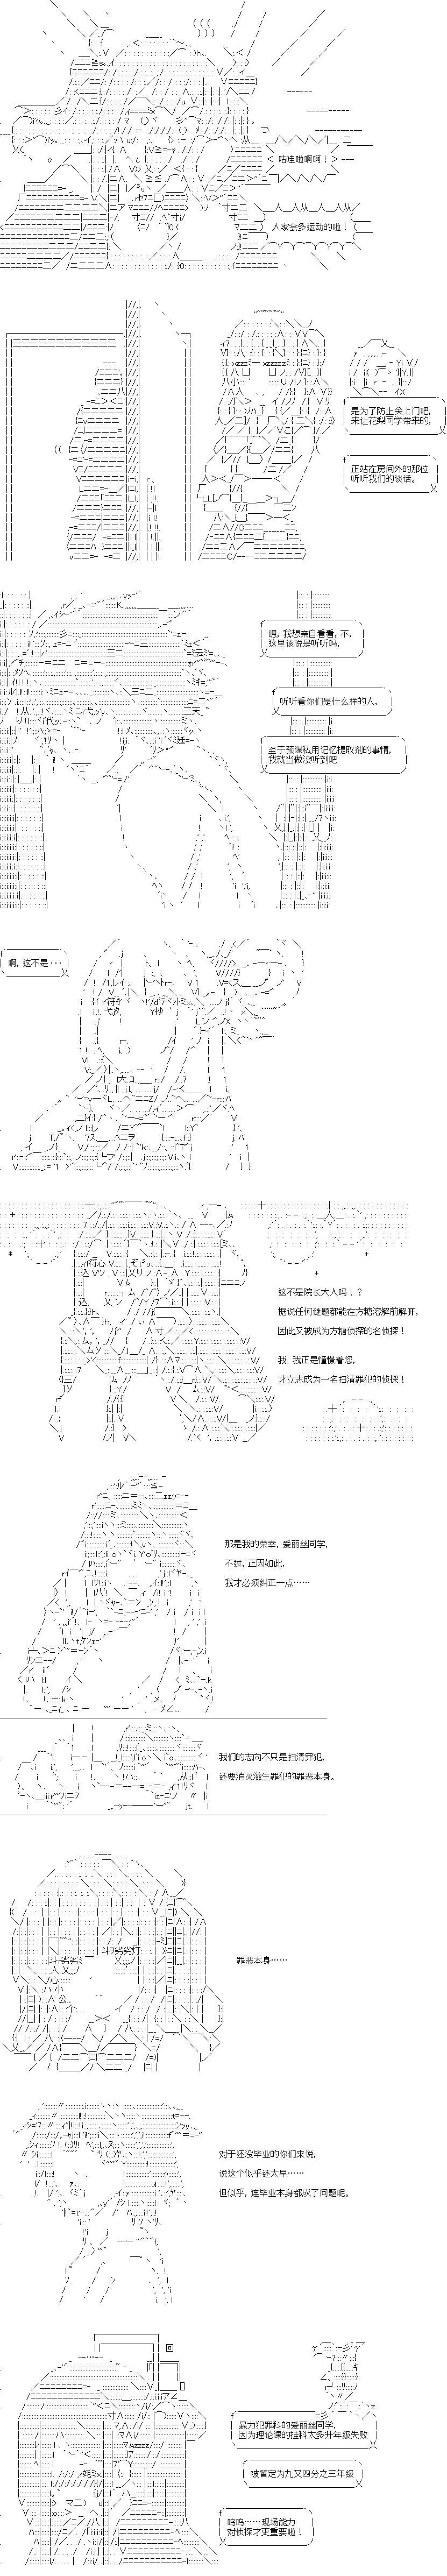 咕哇啦啊啊！
人家会多运动的啦！
是为了防止关上门吧，
来让花梨同学带来的，
正站在房间外的那位
听听我们的谈话。
嗯，我想亲自看看，不，
这里该说是听听吗，
听听看你们是什么样的人。
至于预谋私用记忆提取剂的事情。
我就当做没听到吧
啊，这不是・・・
这不是院长大人吗！？
据说任何谜题都能在方糖溶解前解开，
因此又被成为方糖侦探的名侦探！
我，我正是憧憬着您，
才立志成为一名扫清罪犯的侦探！
那是我的荣幸，爱丽丝同学，
不过，正因如此，
我才必须纠正一点……
我们的志向不只是扫清罪犯，
还要消灭滋生罪犯的罪恶本身。
罪恶本身……
对于还没毕业的你们来说，
说这个似乎还太早……
但似乎，连毕业本身都成了问题呢。
暴力犯罪科的爱丽丝同学，
因为理论课的挂科太多升年级失败
被暂定为九又四分之三年级
呜呜……现场能力
对侦探才更重要啦！